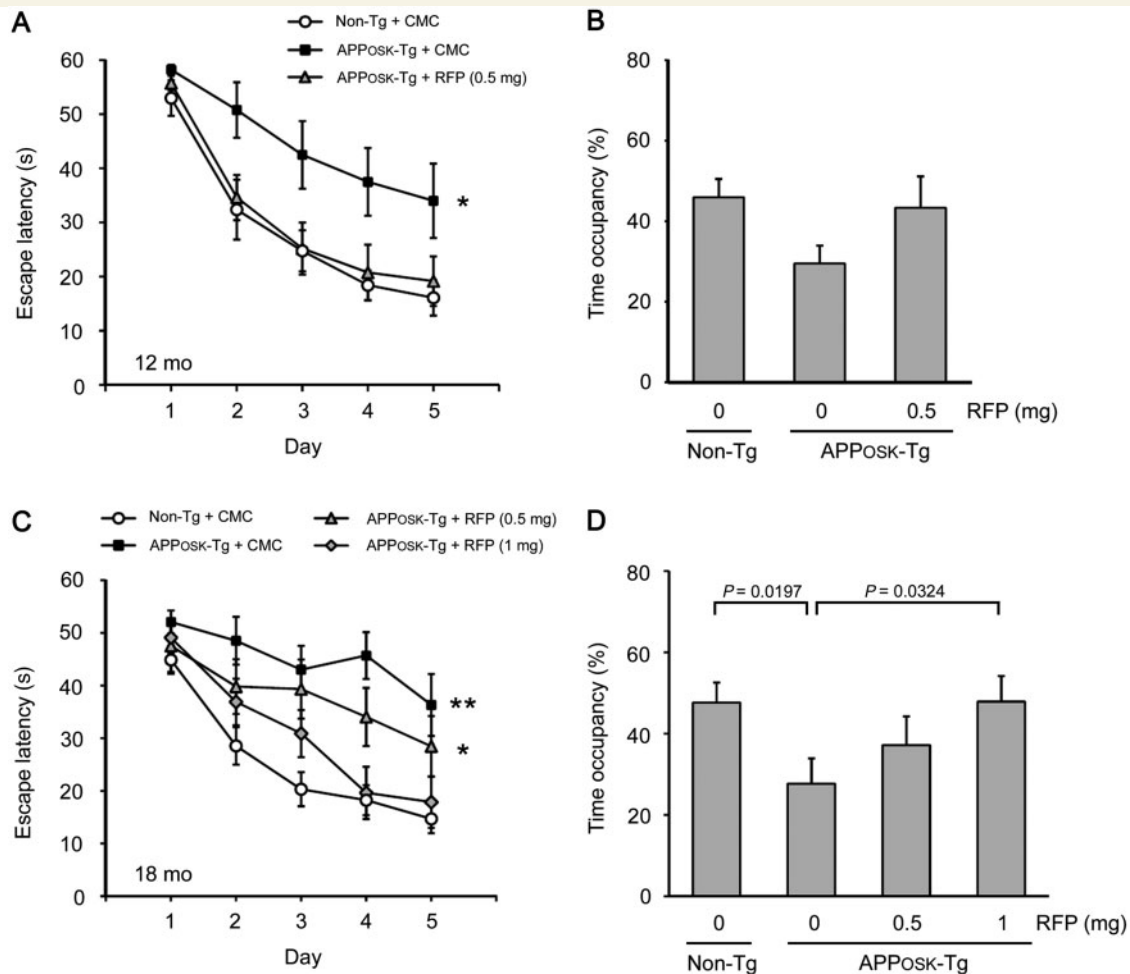 A
Non-Tg + CMC
APPOSK-Tg + CMC
APPOSK-Tg + RFP (0.5 mg)
60
50
40
30
20
10
0
Escape latency (s)
*
12 mo
1 2 3 4 5
Day
B
80
60
40
20
0
Time occupancy (%)
0 0 0.5 RFP (mg)
Non-Tg APPOSK-Tg
C
Non-Tg + CMC APPOSK-Tg + RFP (0.5 mg)
APPOSK-Tg + CMC APPOSK-Tg + RFP (1 mg)
60
50
40
30
20
10
0
Escape latency (s)
**
*
18 mo
1 2 3 4 5
Day
D
80
60
40
20
0
Time occupancy (%)
P = 0.0197 P = 0.0324
0 0 0.5 1 RFP (mg)
Non-Tg APPOSK-Tg